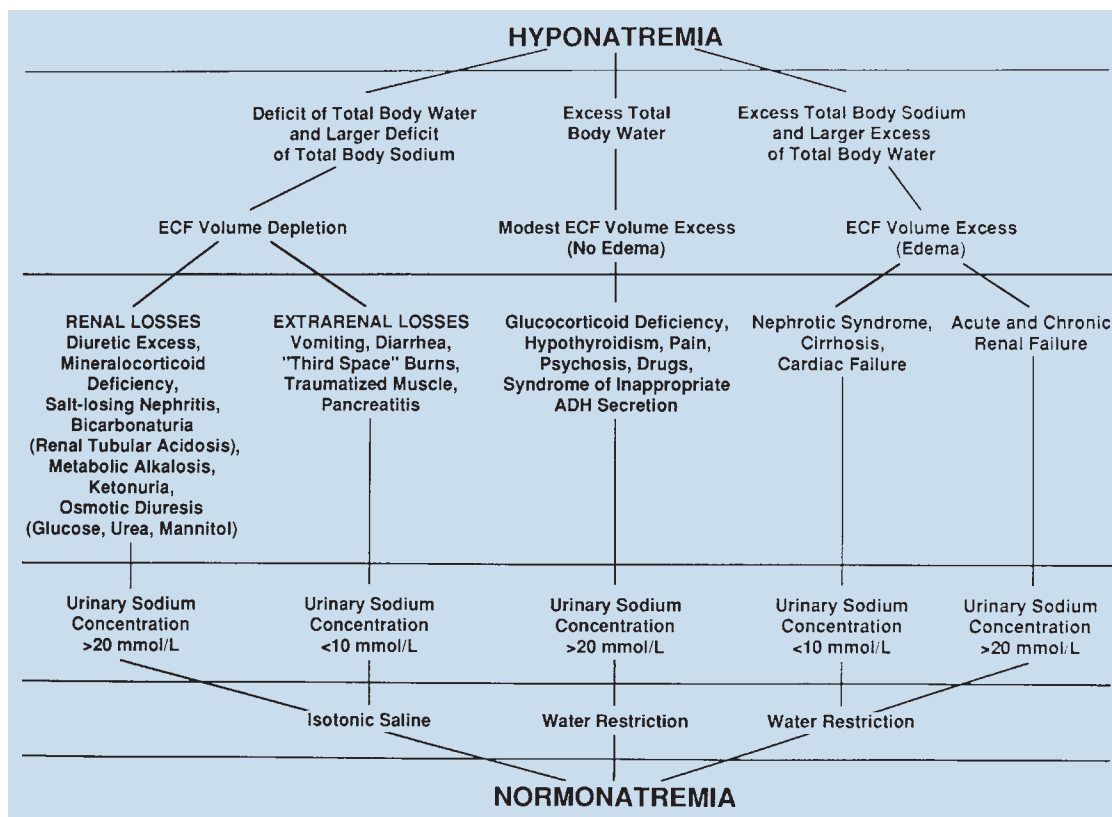 HYPONATREMIA
Deficit of Total Body Water
and Larger Deficit
of Total Body Sodium
Excess Total
Body Water
Excess Total Body Sodium
and Larger Excess
of Total Body Water
ECF Volume Depletion
Modest ECF Volume Excess
(No Edema)
ECF Volume Excess
(Edema)
RENAL LOSSES
Diuretic Excess,
Mineralocorticoid
Deficiency,
Salt-losing Nephritis,
Bicarbonaturia
(Renal Tubular Acidosis),
Metabolic Alkalosis,
Ketonuria,
Osmotic Diuresis
(Glucose, Urea, Mannitol)
EXTRARENAL LOSSES
Vomiting, Diarrhea,
"Third Space" Burns,
Traumatized Muscle,
Pancreatitis
Glucocorticoid Deficiency,
Hypothyroidism, Pain,
Psychosis, Drugs,
Syndrome of Inappropriate
ADH Secretion
Nephrotic Syndrome,
Cirrhosis,
Cardiac Failure
Acute and Chronic
Renal Failure
Urinary Sodium
Concentration
>20 mmol/L
Urinary Sodium
Concentration
<10 mmol/L
Urinary Sodium
Concentration
>20 mmol/L
Urinary Sodium
Concentration
<10 mmol/L
Urinary Sodium
Concentration
>20 mmol/L
Isotonic Saline
Water Restriction
Water Restriction
NORMONATREMIA